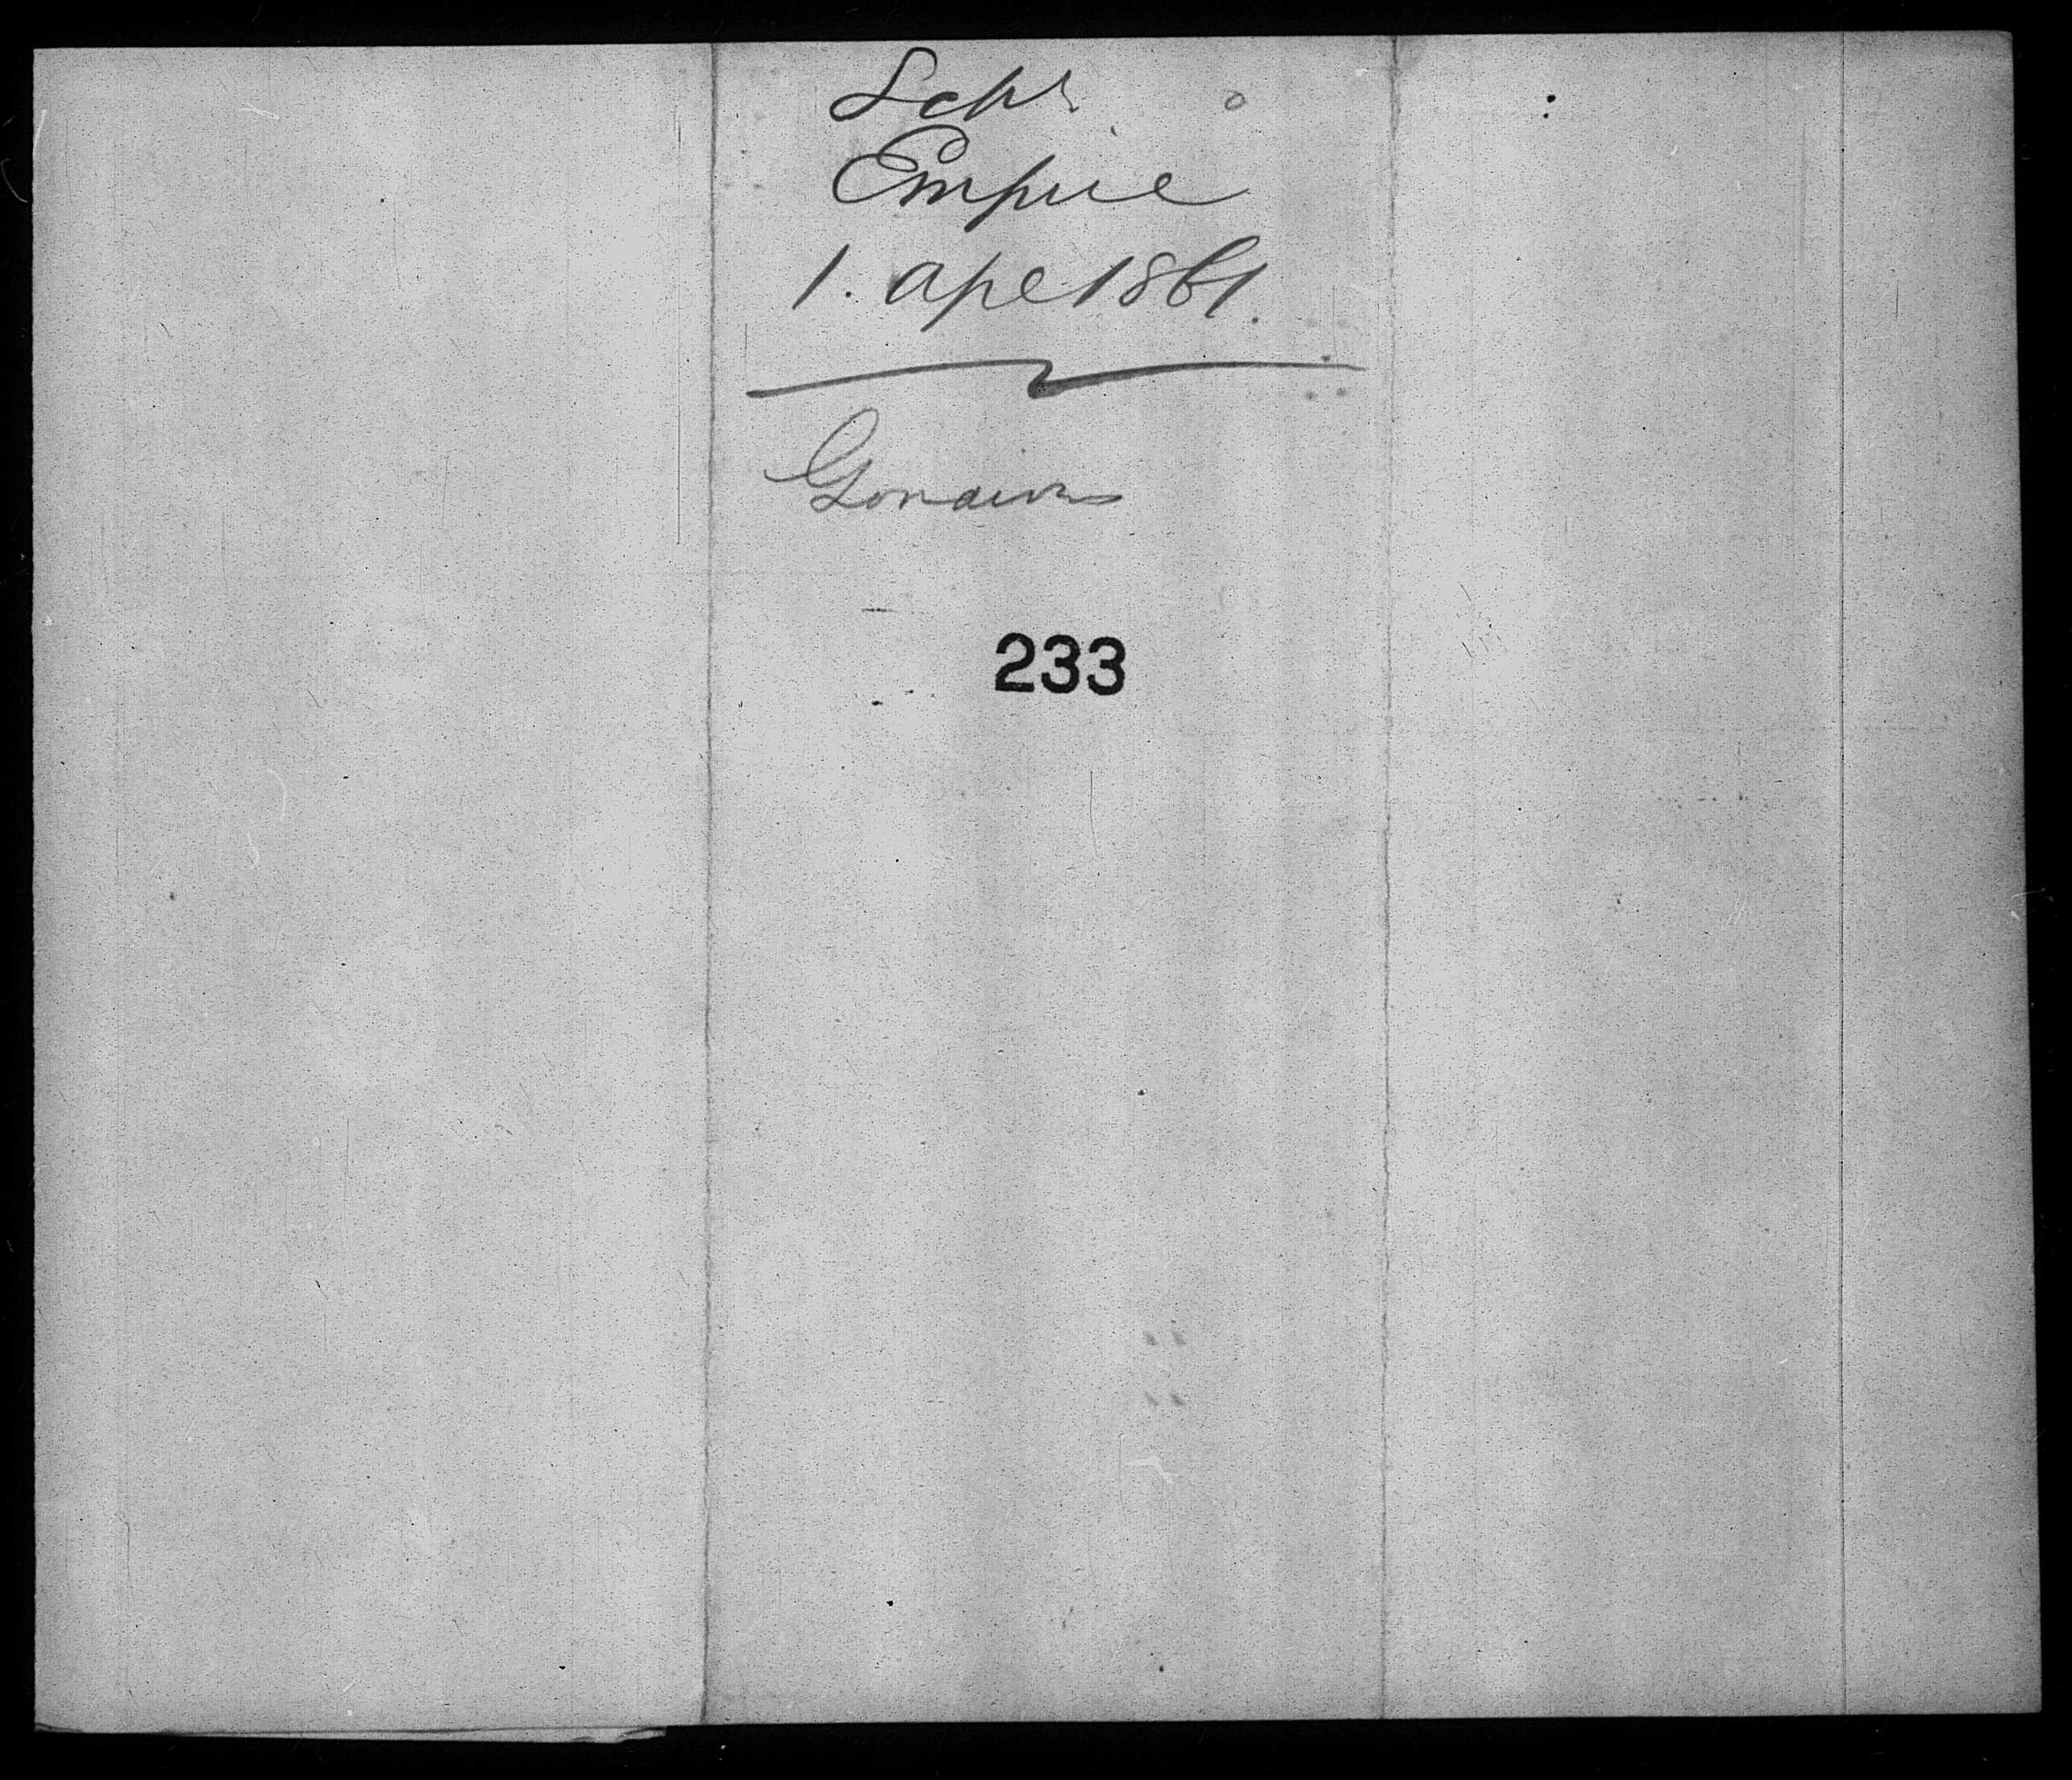 Schr
Empire
1. Apl 1861.
Gonaives
233